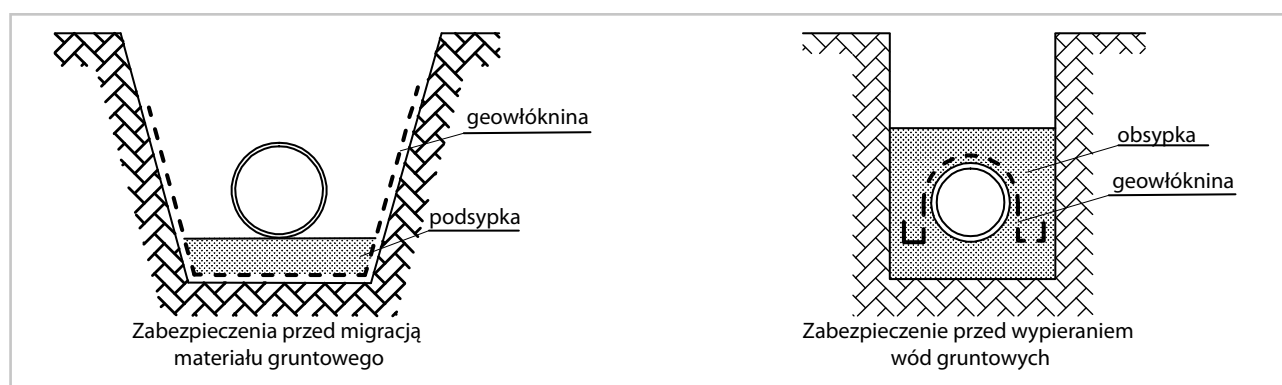 geowłóknina
podsypka
Zabezpieczenia przed migracją
materiału gruntowego
obsypka
geowłóknina
Zabezpieczenie przed wypieraniem
wód gruntowych